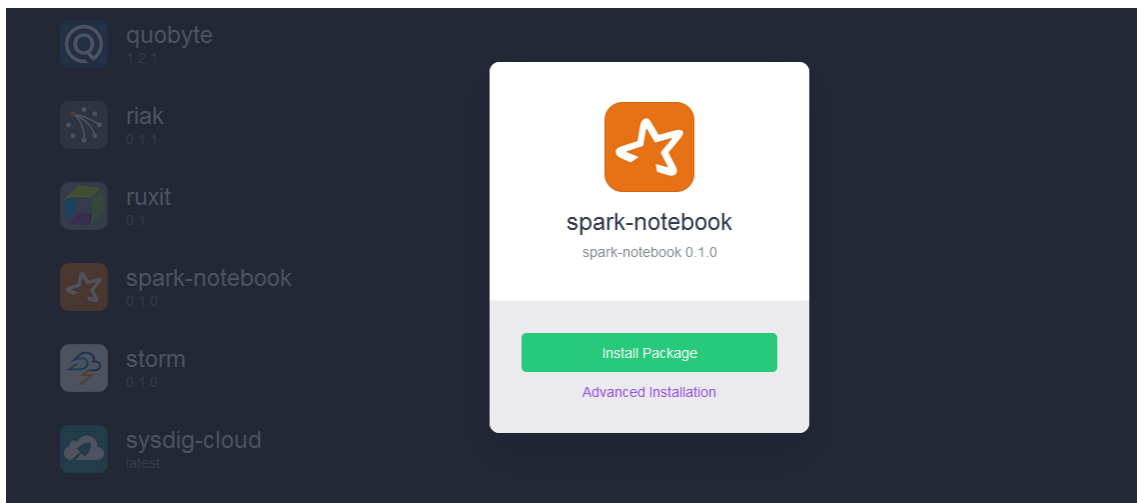 quobyte
1.2.1
riak
0.1.1
ruxit
0.1
spark-notebook
0.1.0
storm
0.1.0
sysdig-cloud
latest
spark-notebook
spark-notebook 0.1.0
Install Package
Advanced Installation